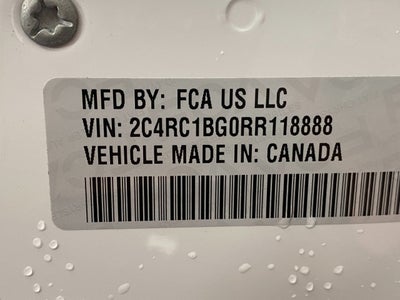 MFD BY: FCA US LLC
VIN: 2C4RC1BG0RR118888
VEHICLE MADE IN: CANADA